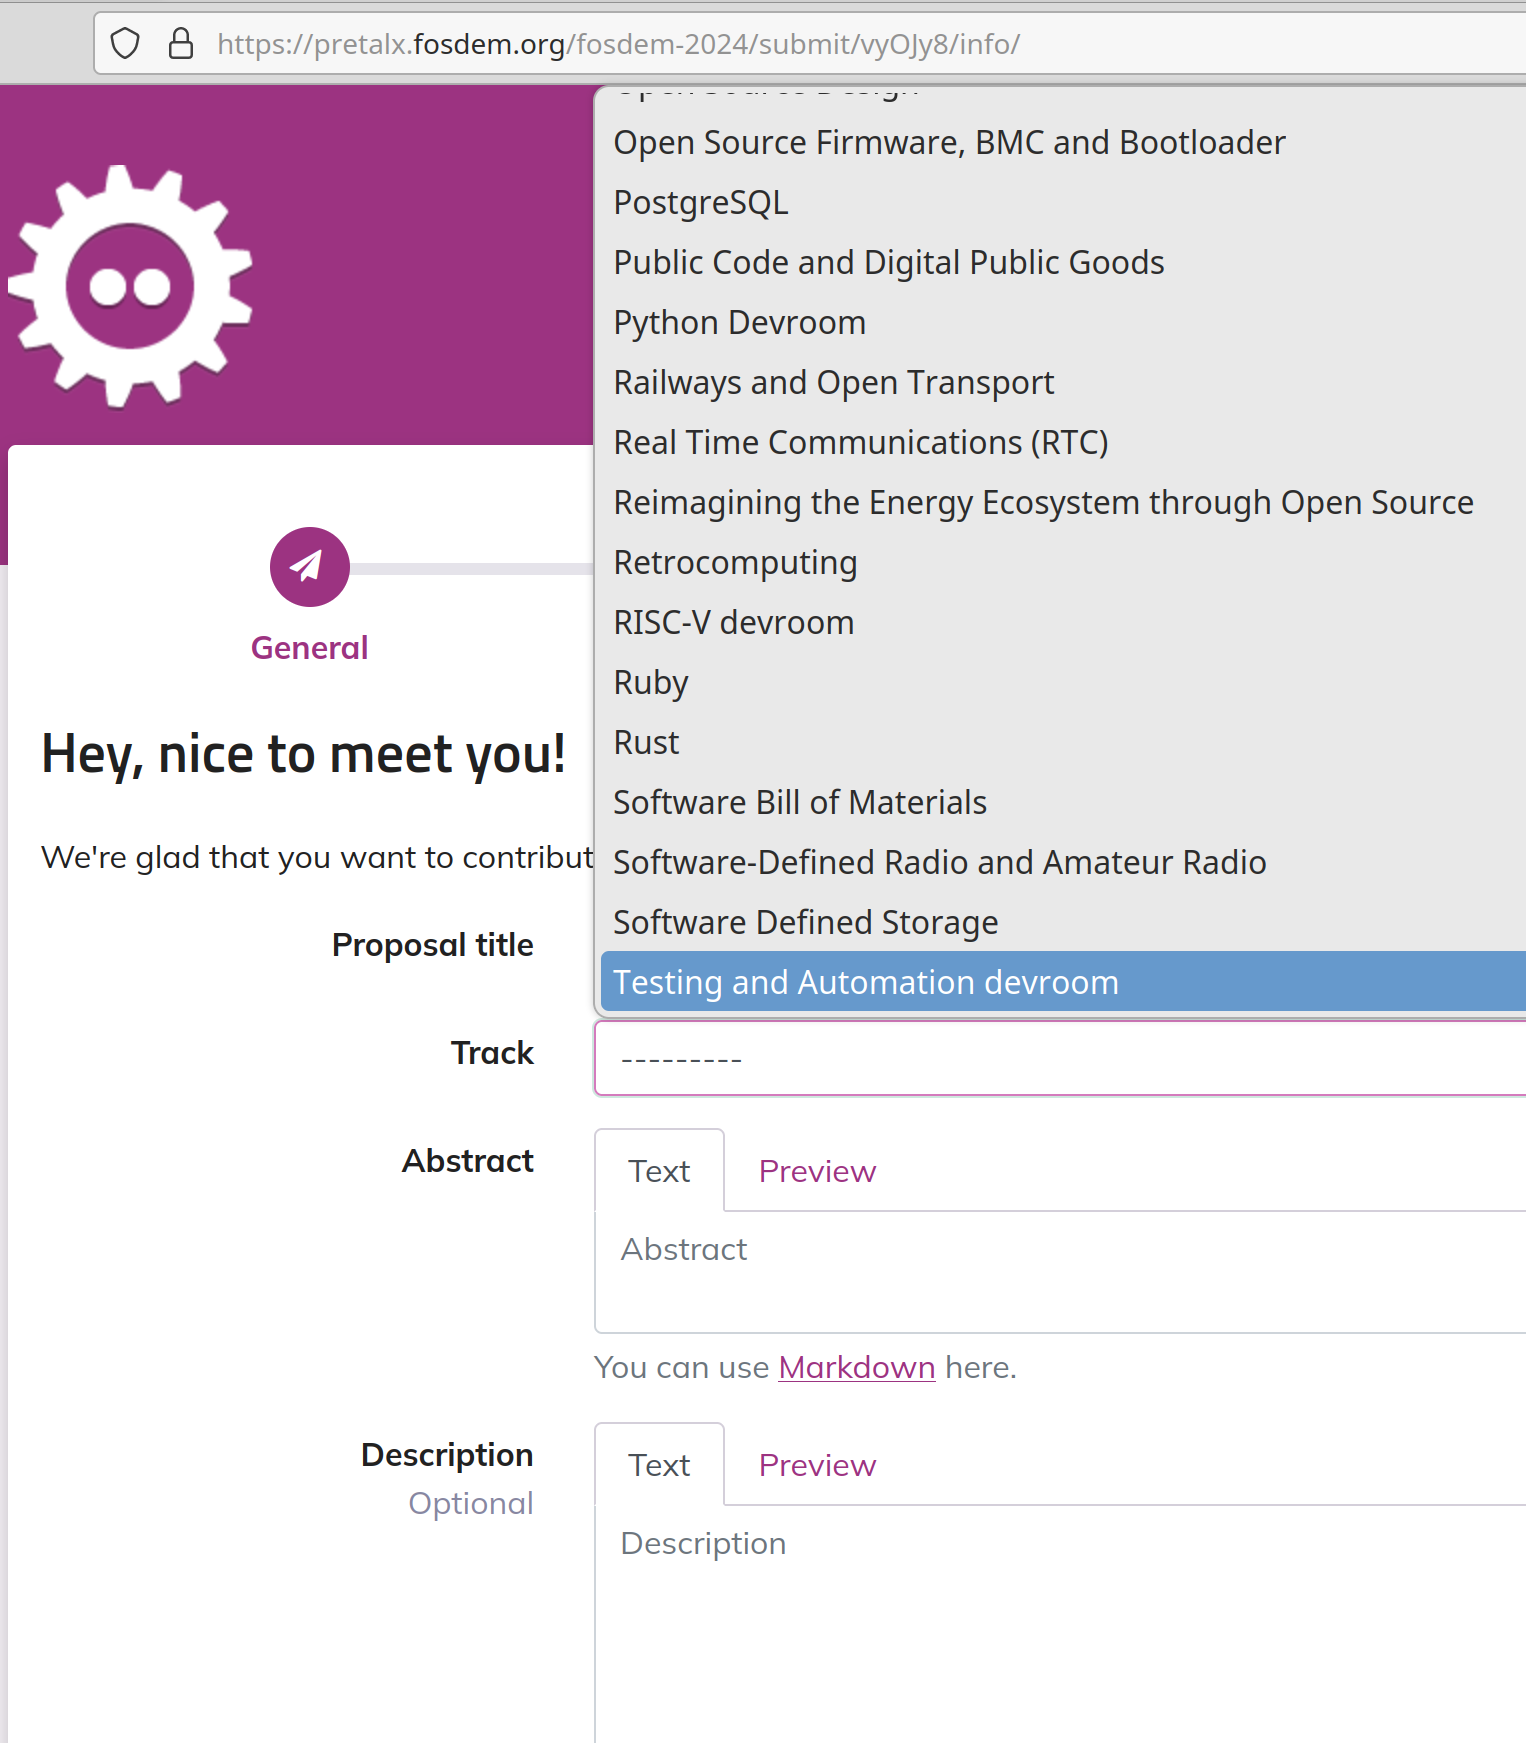 https://pretalx.fosdem.org/fosdem-2024/submit/vyOJy8/info/
Open Source Design
Open Source Firmware, BMC and Bootloader
PostgreSQL
Public Code and Digital Public Goods
Python Devroom
Railways and Open Transport
Real Time Communications (RTC)
Reimagining the Energy Ecosystem through Open Source
Retrocomputing
RISC-V devroom
Ruby
Rust
Software Bill of Materials
Software-Defined Radio and Amateur Radio
Software Defined Storage
Testing and Automation devroom
General
Hey, nice to meet you!
We're glad that you want to contribut
Proposal title
Track
---------
Abstract
Text Preview
Abstract
You can use Markdown here.
Description
Optional
Text Preview
Description